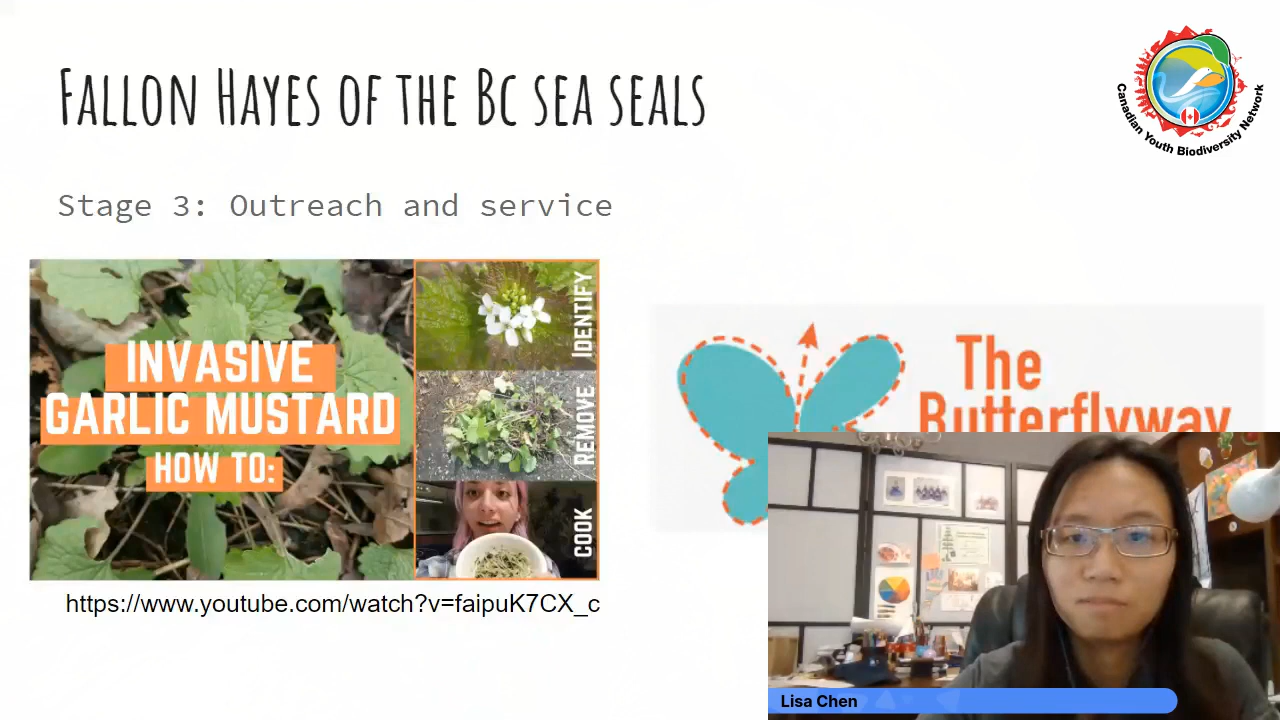 FALLON HAYES OF THE BC SEA SEALS
Canadian Youth Biodiversity Network
Stage 3: Outreach and service
INVASIVE
GARLIC MUSTARD
HOW TO:
IDENTIFY
REMOVE
COOK
The
Butterflyway
https://www.youtube.com/watch?v=faipuK7CX_c
Lisa Chen